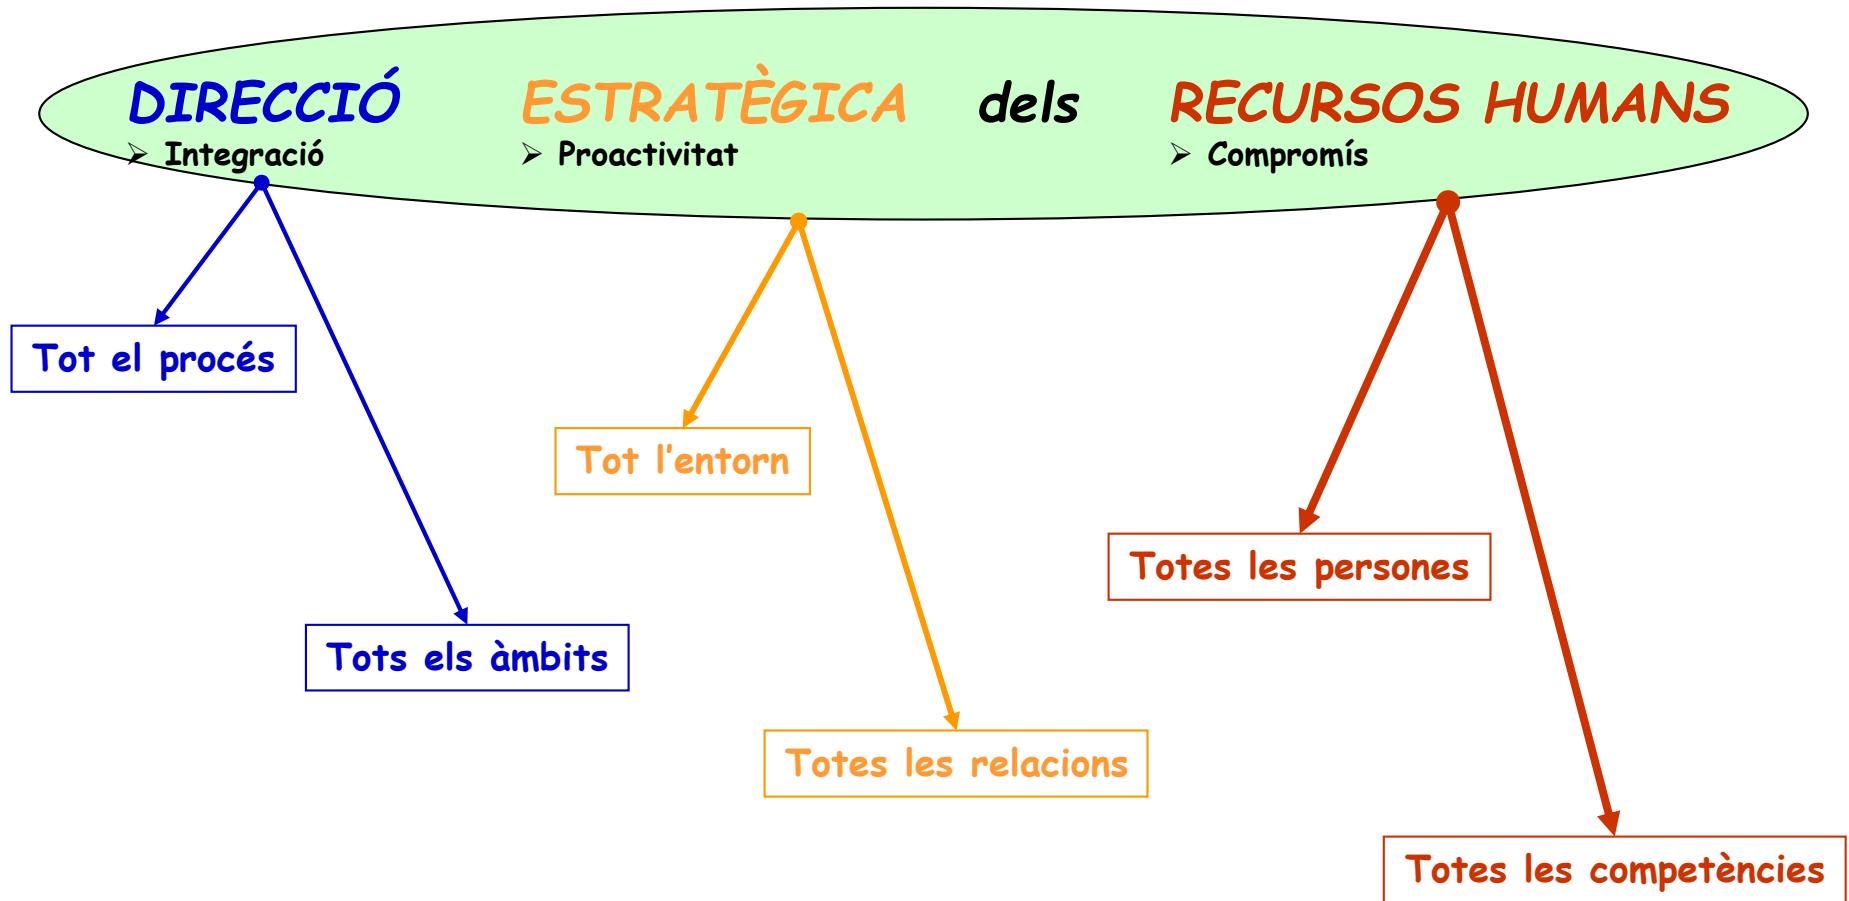 DIRECCIÓ ESTRATÈGICA dels RECURSOS HUMANS
➢ Integració ➢ Proactivitat ➢ Compromís
Tot el procés
Tot l’entorn
Totes les persones
Tots els àmbits
Totes les relacions
Totes les competències